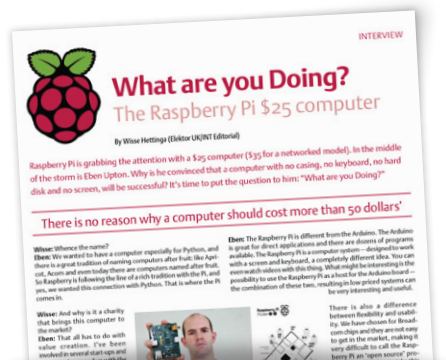 INTERVIEW
What are you Doing?
The Raspberry Pi $25 computer
By Wisse Hettinga (Elektor UK/INT Editorial)
Raspberry Pi is grabbing the attention with a $25 computer ($35 for a networked model). In the middle
of the storm is Eben Upton. Why is he convinced that a computer with no casing, no keyboard, no hard
disk and no screen, will be successful? It's time to put the question to him: “What are you Doing?”
There is no reason why a computer should cost more than 50 dollars'
Wisse: Whence the name?
Eben: We wanted to have a computer especially for Python, and
there is a great tradition of naming computers after fruit: like Apri-
cot, Acorn and even today there are computers named after fruit.
So Raspberry is following the line of a rich tradition with the Pi, and
yes, we wanted this connection with Python. That is where the Pi
comes in.
Wisse: And why is it a charity
that brings this computer to
the market?
Eben: That all has to do with
value creation. I've been
involved in several start-ups and
Eben: The Raspberry Pi is different from the Arduino. The Arduino
is great for direct applications and there are dozens of programs
available. The Raspberry Pi is a computer system — designed to work
with a screen and keyboard, a completely different idea. You can
even watch videos with this thing. What might be interesting is the
possibility to use the Raspberry Pi as a host for the Arduino board —
the combination of these two, resulting in low priced systems can
be very interesting and useful.
There is also a difference
between flexibility and usabil-
ity. We have chosen for Broad-
com chips and they are not easy
to get in the market, making it
very difficult to call the Rasp-
berry Pi an 'open source' pro-